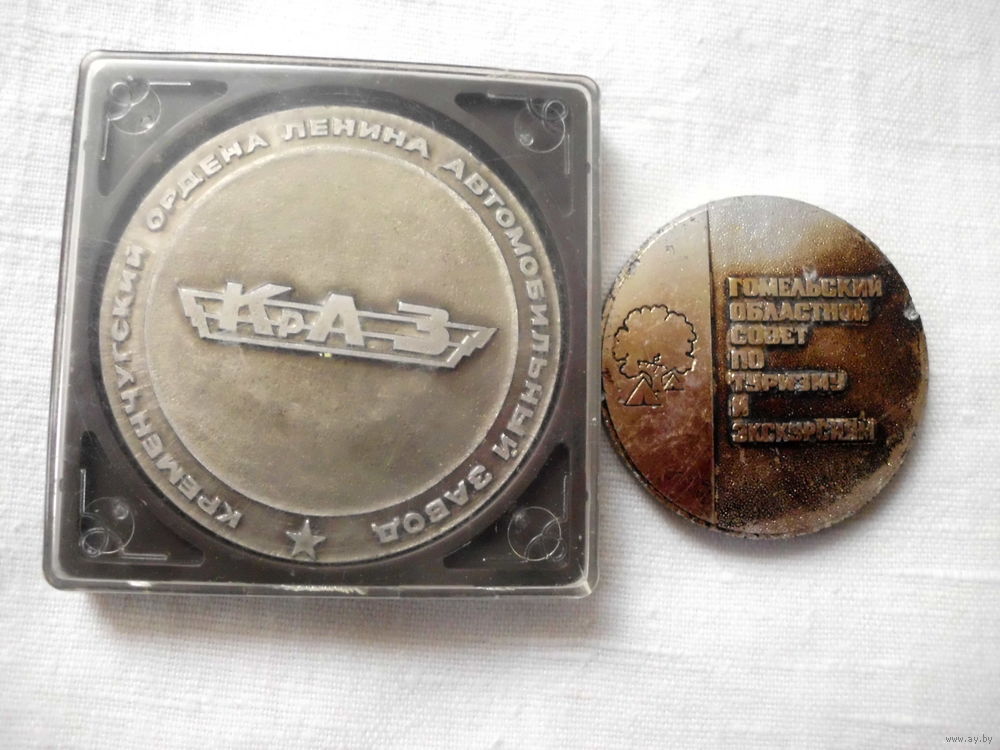 КРЕМЕНЧУГСКИЙ ОРДЕНА ЛЕНИНА АВТОМОБИЛЬНЫЙ ЗАВОД
КрАЗ
ГОМЕЛЬСКИЙ
ОБЛАСТНОЙ
СОВЕТ
ПО
ТУРИЗМУ
И
ЭКСКУРСИЯМ
www.ay.by